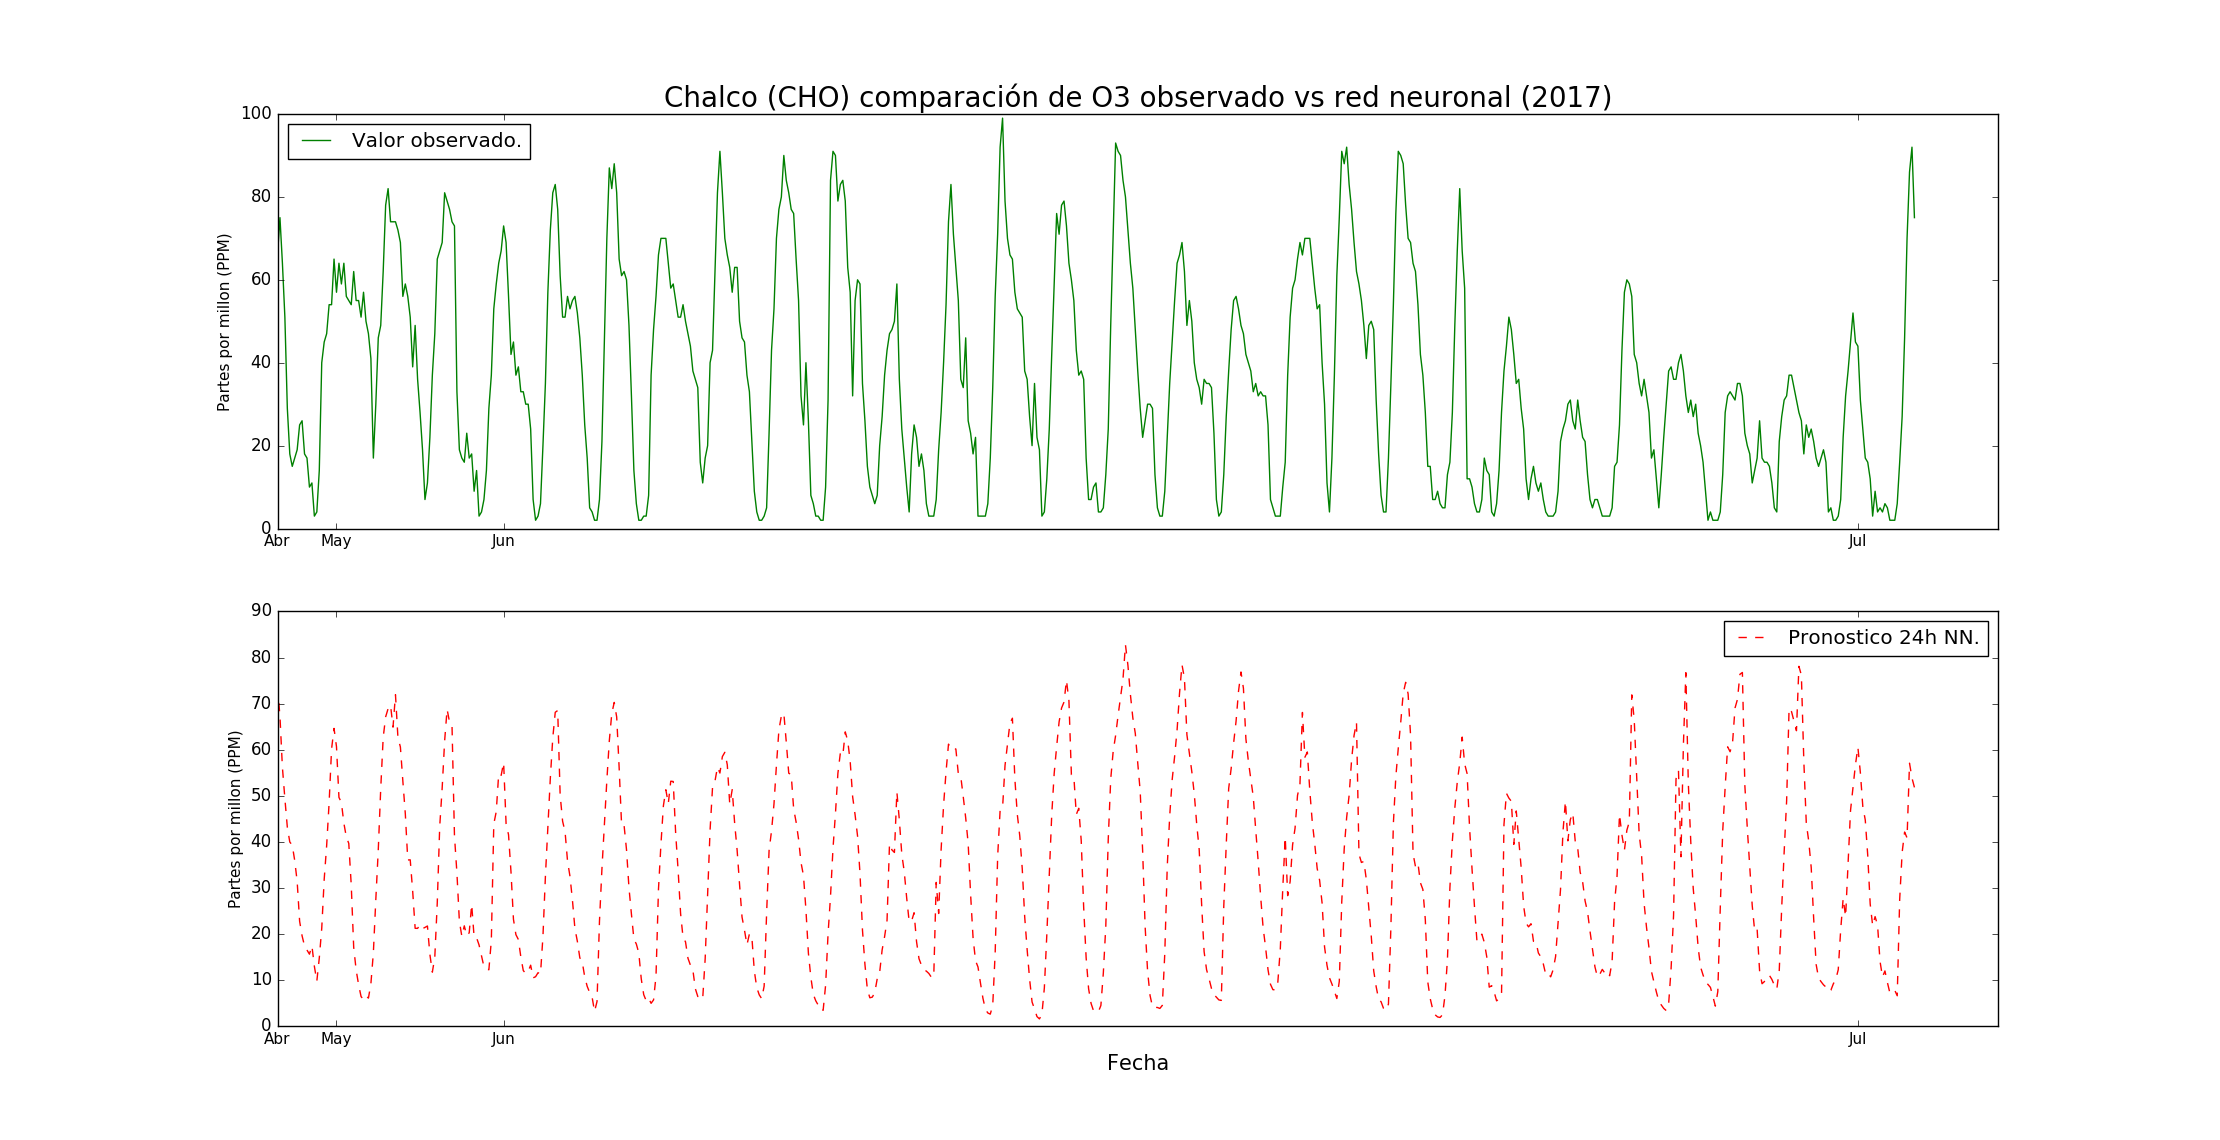 Chalco (CHO) comparación de O3 observado vs red neuronal (2017)
Valor observado.
Partes por millon (PPM)
100
80
60
40
20
0
Abr May Jun Jul
Pronostico 24h NN.
Partes por millon (PPM)
90
80
70
60
50
40
30
20
10
0
Abr May Jun Jul
Fecha